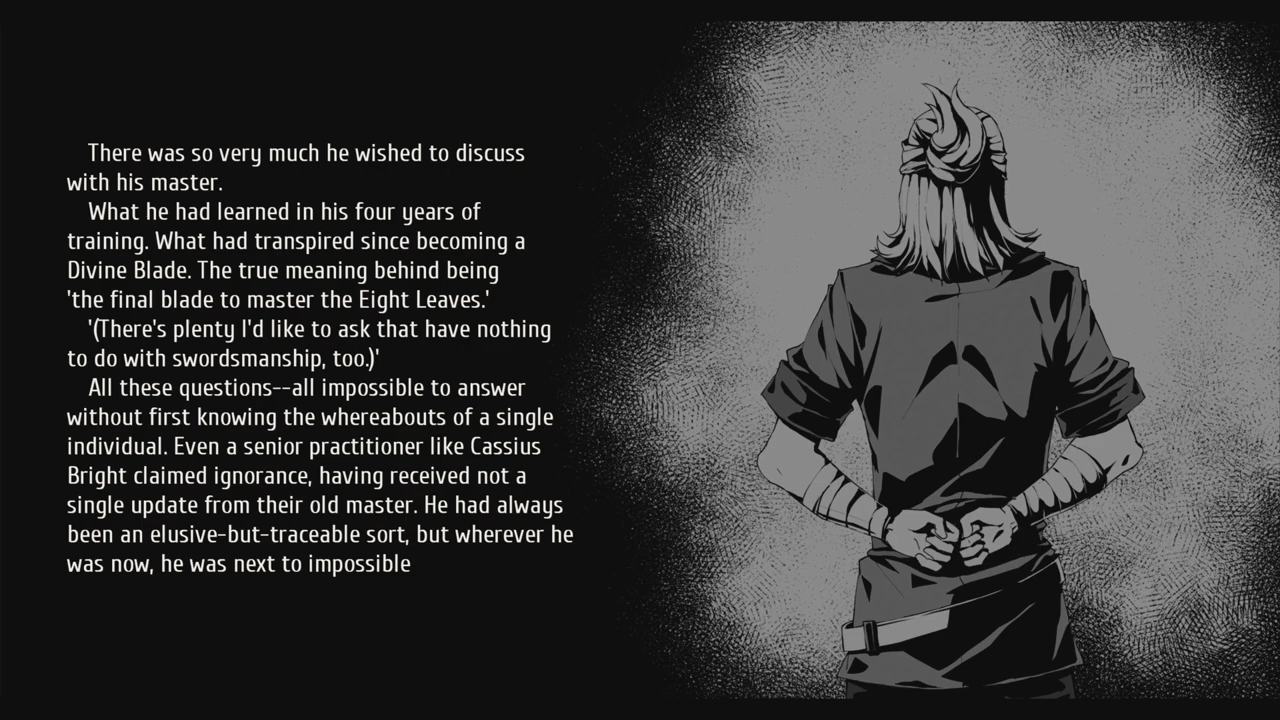 There was so very much he wished to discuss
with his master.
What he had learned in his four years of
training. What had transpired since becoming a
Divine Blade. The true meaning behind being
'the final blade to master the Eight Leaves.'
'(There's plenty I'd like to ask that have nothing
to do with swordsmanship, too.)'
All these questions--all impossible to answer
without first knowing the whereabouts of a single
individual. Even a senior practitioner like Cassius
Bright claimed ignorance, having received not a
single update from their old master. He had always
been an elusive-but-traceable sort, but wherever he
was now, he was next to impossible